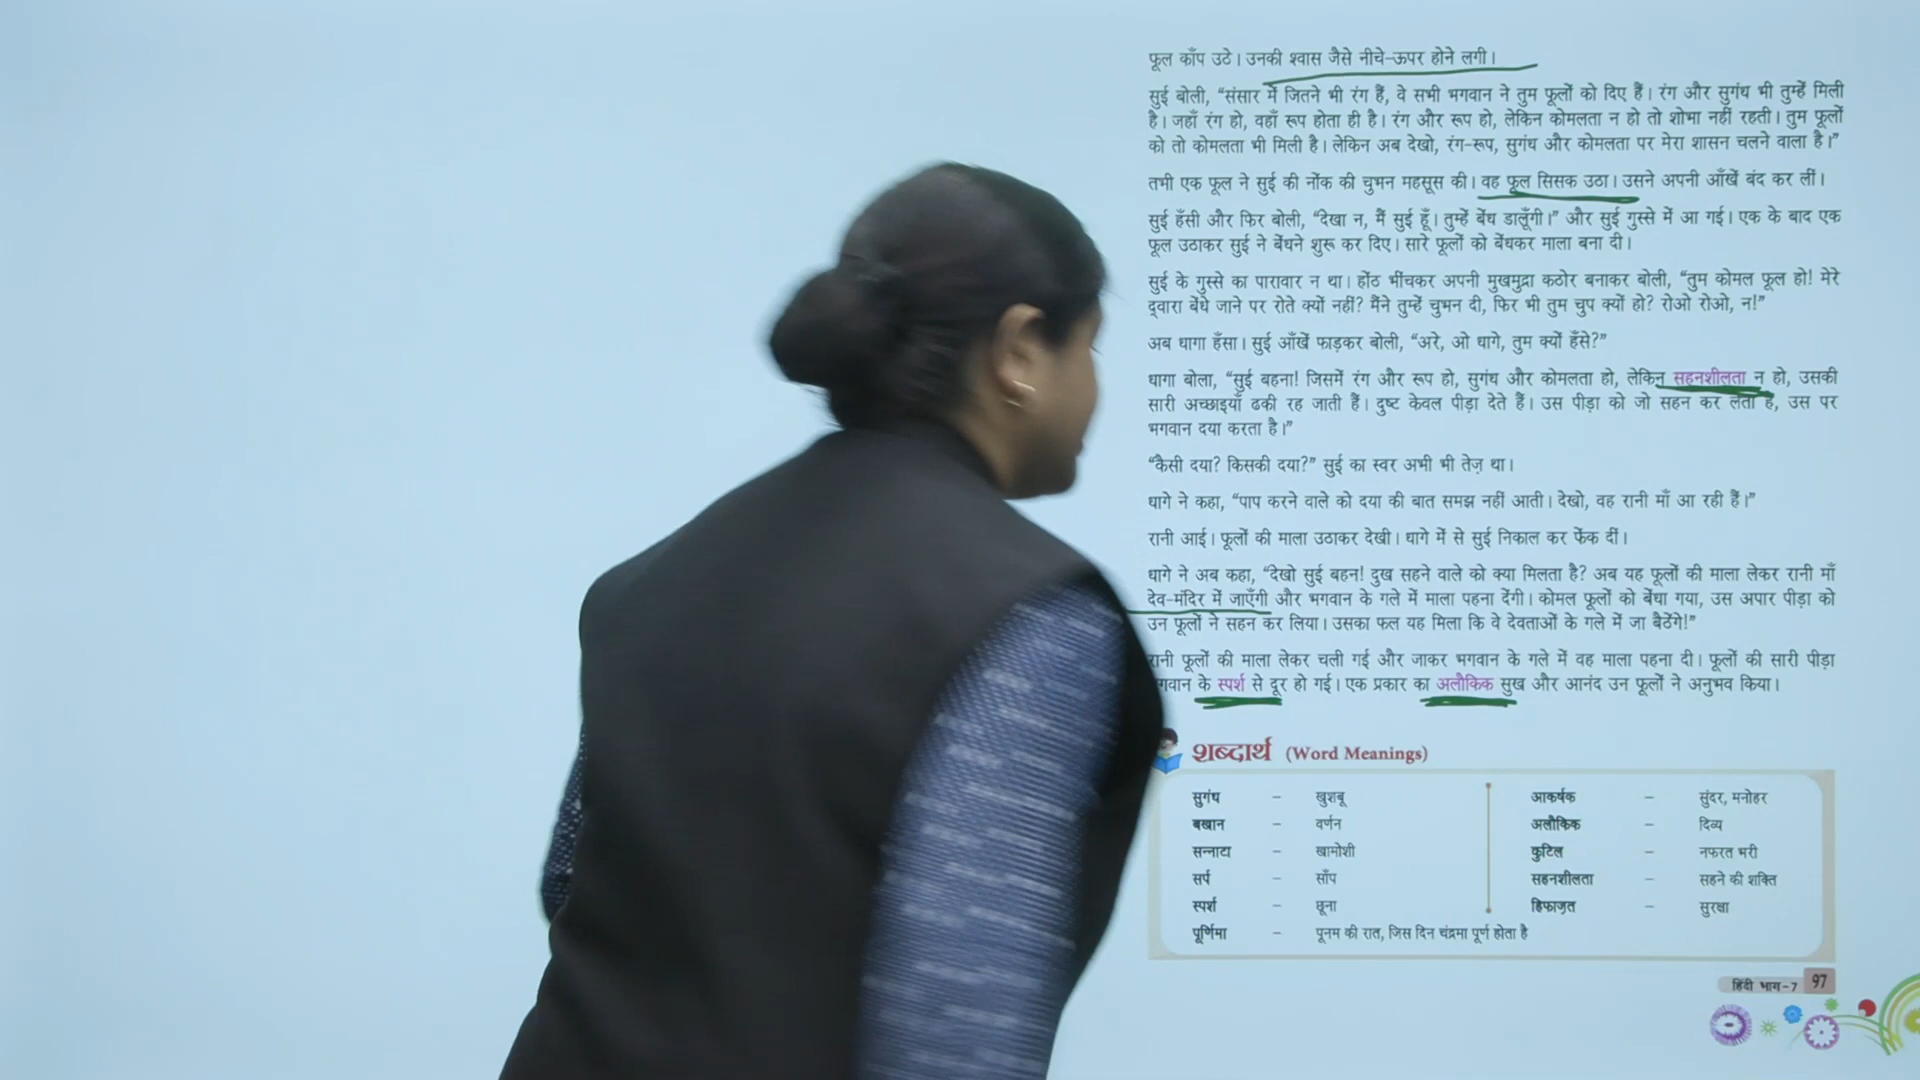 फूल काँप उठे। उनकी श्वास जैसे नीचे-ऊपर होने लगी।
सुई बोली, “संसार में जितने भी रंग हैं, वे सभी भगवान ने तुम फूलों को दिए हैं। रंग और सुगंध भी तुम्हें मिली
है। जहाँ रंग हो, वहाँ रूप होता ही है। रंग और रूप हो, लेकिन कोमलता न हो तो शोभा नहीं रहती। तुम फूलों
को तो कोमलता भी मिली है। लेकिन अब देखो, रंग-रूप, सुगंध और कोमलता पर मेरा शासन चलने वाला है।”
तभी एक फूल ने सुई की नोंक की चुभन महसूस की। वह फूल सिसक उठा। उसने अपनी आँखें बंद कर लीं।
सुई हँसी और फिर बोली, “देखा न, मैं सुई हूँ। तुम्हें बेंध डालूँगी।” और सुई गुस्से में आ गई। एक के बाद एक
फूल उठाकर सुई ने बेंधने शुरू कर दिए। सारे फूलों को बेंधकर माला बना दी।
सुई के गुस्से का पारावार न था। होंठ भींचकर अपनी मुखमुद्रा कठोर बनाकर बोली, “तुम कोमल फूल हो! मेरे
द्वारा बेंधे जाने पर रोते क्यों नहीं? मैंने तुम्हें चुभन दी, फिर भी तुम चुप क्यों हो? रोओ रोओ, न!”
अब धागा हँसा। सुई आँखें फाड़कर बोली, “अरे, ओ धागे, तुम क्यों हँसे?”
धागा बोला, “सुई बहना! जिसमें रंग और रूप हो, सुगंध और कोमलता हो, लेकिन सहनशीलता न हो, उसकी
सारी अच्छाइयाँ ढकी रह जाती हैं। दुष्ट केवल पीड़ा देते हैं। उस पीड़ा को जो सहन कर लेता है, उस पर
भगवान दया करता है।”
“कैसी दया? किसकी दया?” सुई का स्वर अभी भी तेज़ था।
धागे ने कहा, “पाप करने वाले को दया की बात समझ नहीं आती। देखो, वह रानी माँ आ रही हैं।”
रानी आई। फूलों की माला उठाकर देखी। धागे में से सुई निकाल कर फेंक दीं।
धागे ने अब कहा, “देखो सुई बहन! दुख सहने वाले को क्या मिलता है? अब यह फूलों की माला लेकर रानी माँ
देव-मंदिर में जाएँगी और भगवान के गले में माला पहना देंगी। कोमल फूलों को बेंधा गया, उस अपार पीड़ा को
उन फूलों ने सहन कर लिया। उसका फल यह मिला कि वे देवताओं के गले में जा बैठेंगे!”
रानी फूलों की माला लेकर चली गई और जाकर भगवान के गले में वह माला पहना दी। फूलों की सारी पीड़ा
गवान के स्पर्श से दूर हो गई। एक प्रकार का अलौकिक सुख और आनंद उन फूलों ने अनुभव किया।
शब्दार्थ (Word Meanings)
सुगंध – खुशबू आकर्षक – सुंदर, मनोहर
बखान – वर्णन अलौकिक – दिव्य
सन्नाटा – खामोशी कुटिल – नफरत भरी
सर्प – साँप सहनशीलता – सहने की शक्ति
स्पर्श – छूना हिफाज़त – सुरक्षा
पूर्णिमा – पूनम की रात, जिस दिन चंद्रमा पूर्ण होता है
हिंदी भाग-7 97